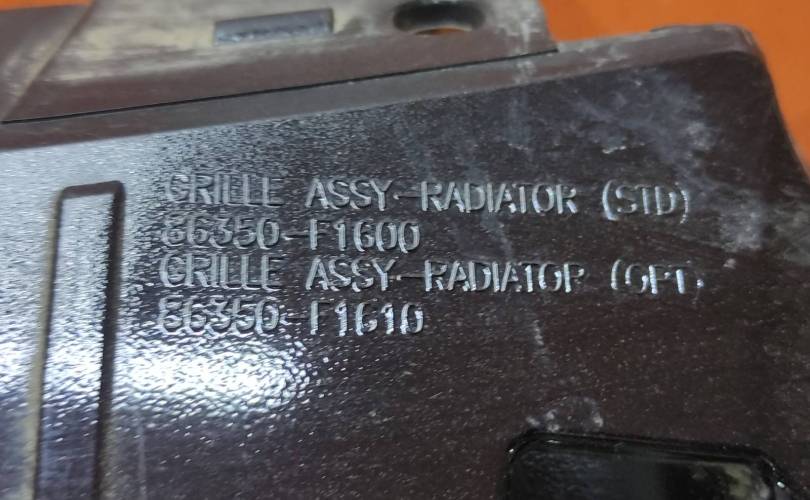 GRILLE ASSY-RADIATOR (STD)
86350-F1600
GRILLE ASSY-RADIATOR (OPT)
86350-F1610